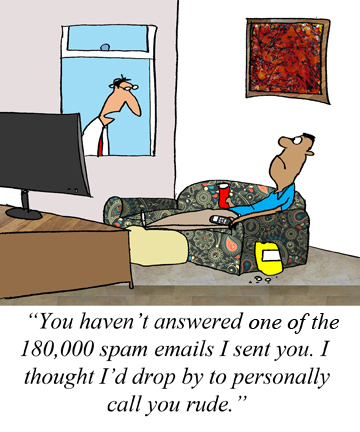 “You haven’t answered one of the
180,000 spam emails I sent you. I
thought I’d drop by to personally
call you rude.”